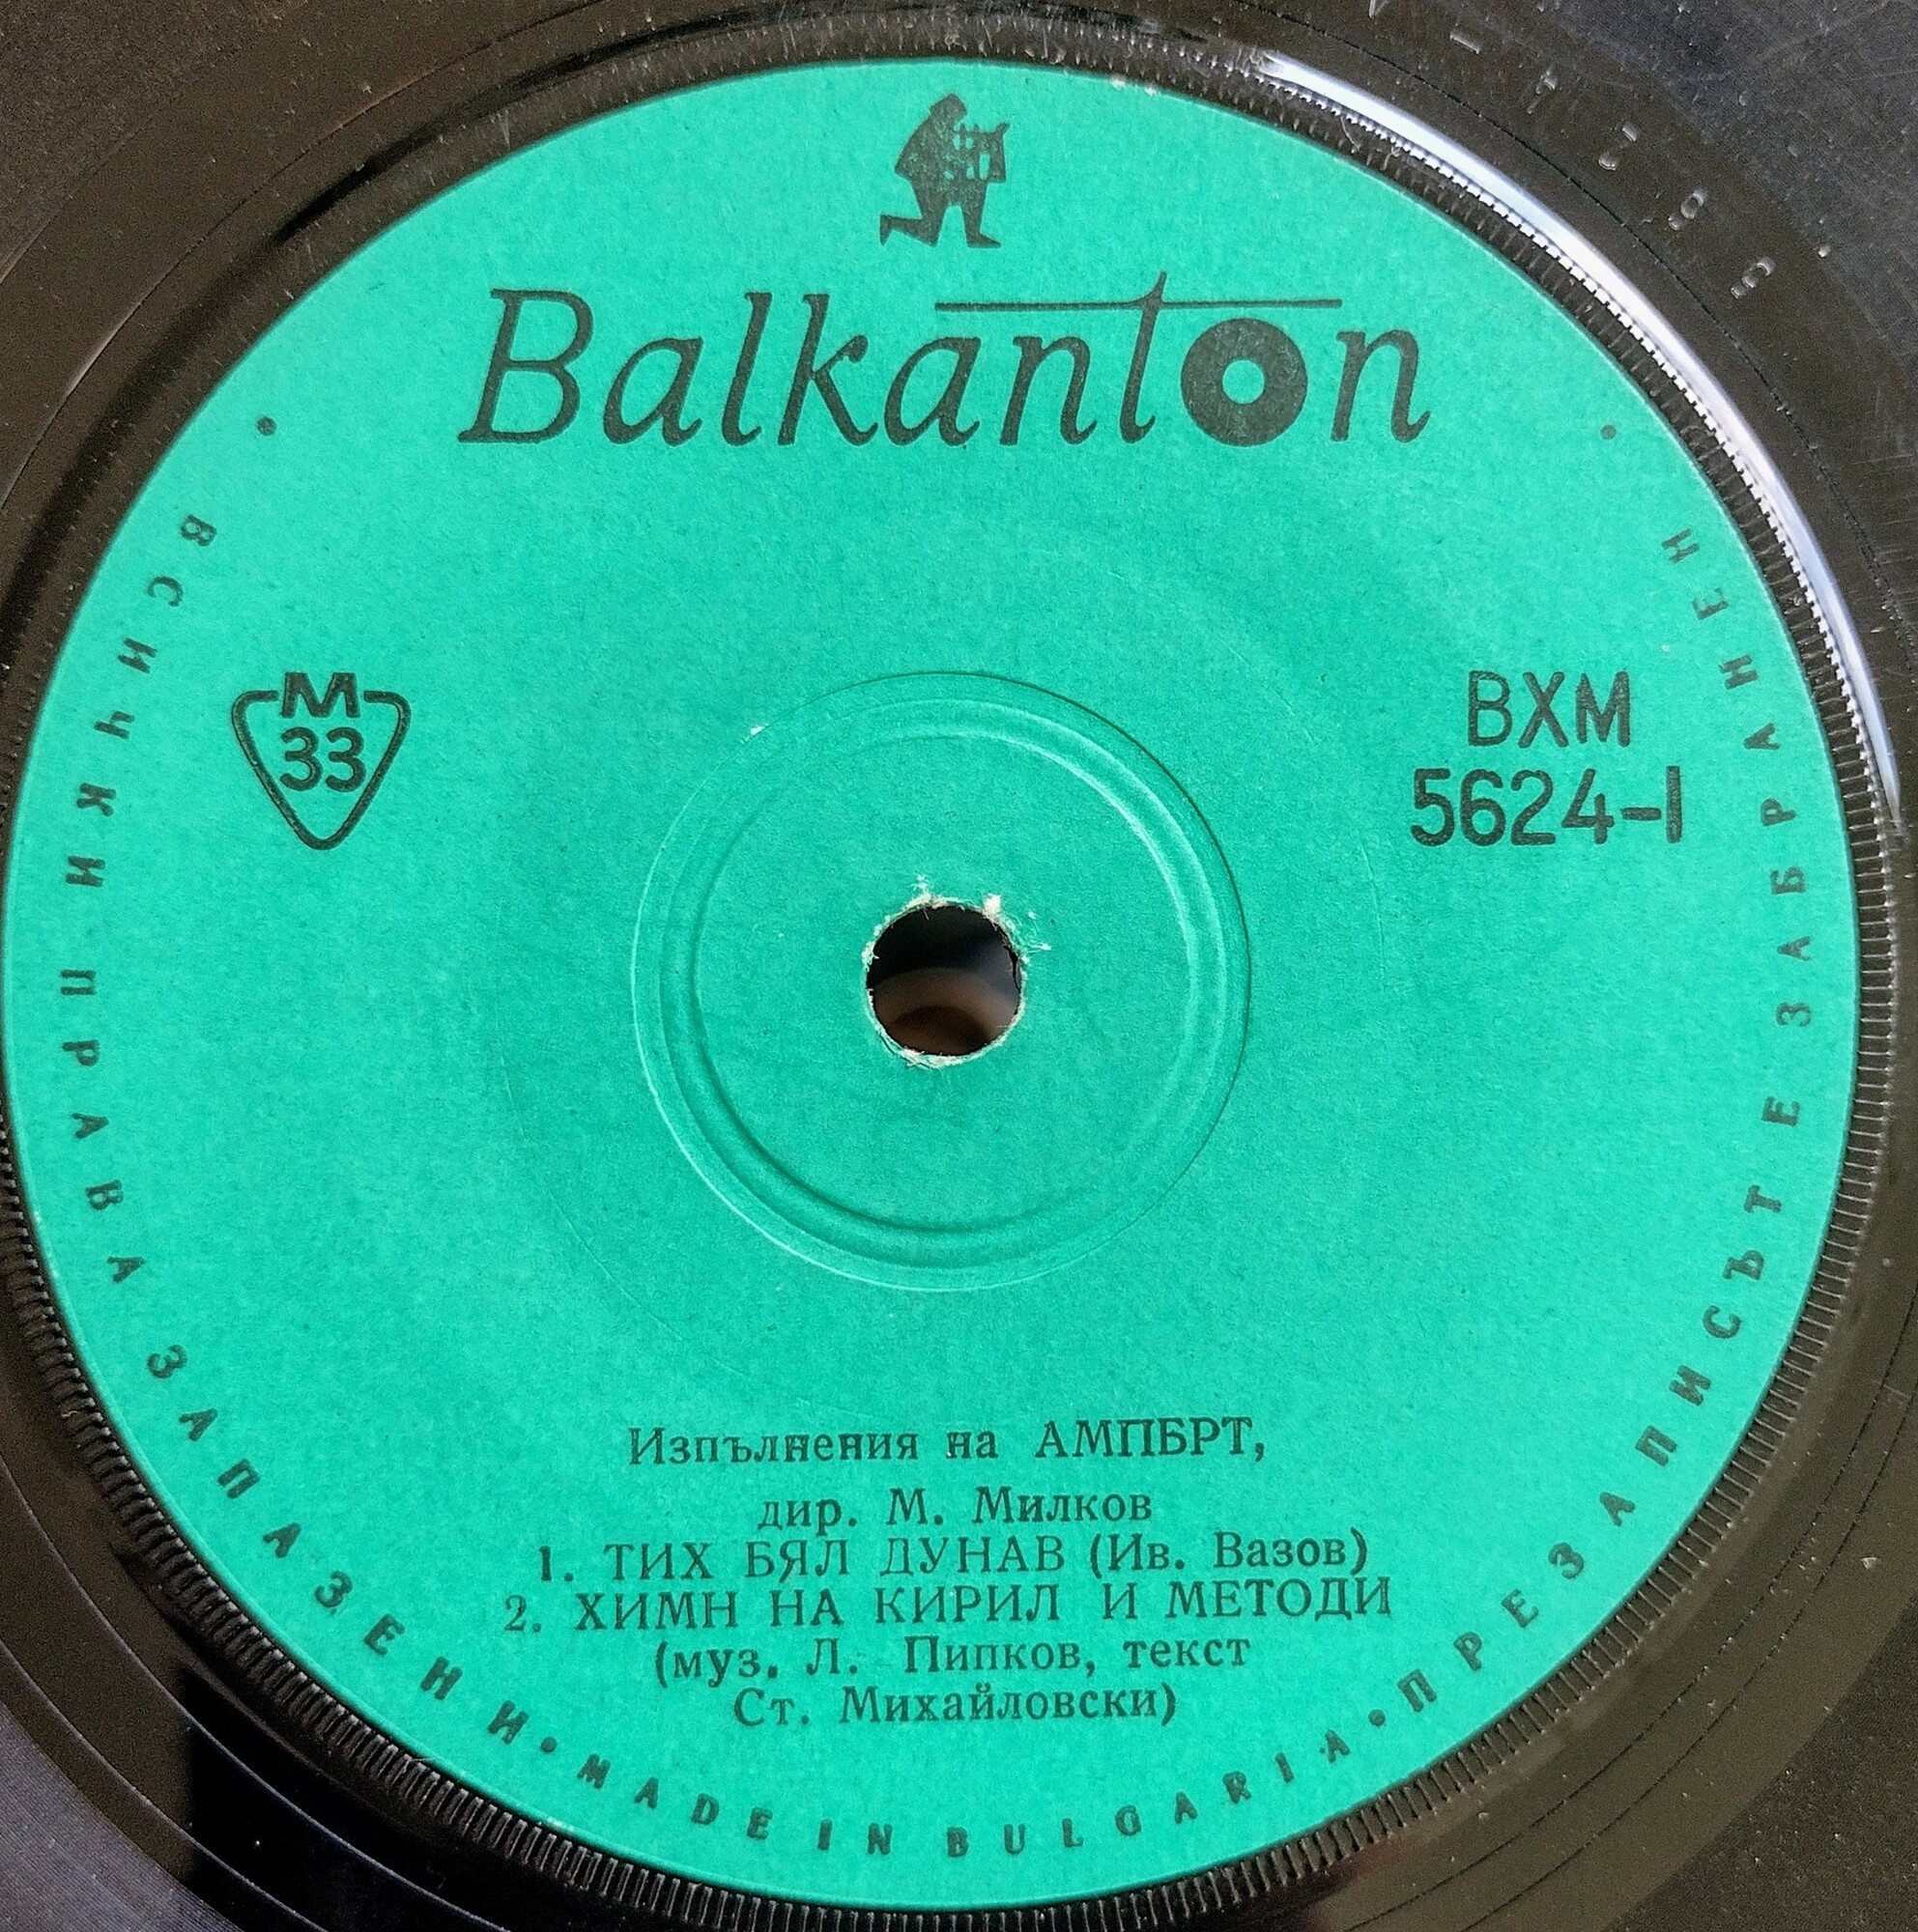 Balkanton
М
33
ВХМ
5624-I
Изпълнения на АМПБРТ,
дир. М. Милков
1. ТИХ БЯЛ ДУНАВ (Ив. Вазов)
2. ХИМН НА КИРИЛ И МЕТОДИ
(муз. Л. Пипков, текст
Ст. Михайловски)
• ВСИЧКИ ПРАВА ЗАПАЗЕНИ • MADE IN BULGARIA • ПРЕЗАПИСЪТ Е ЗАБРАНЕН •